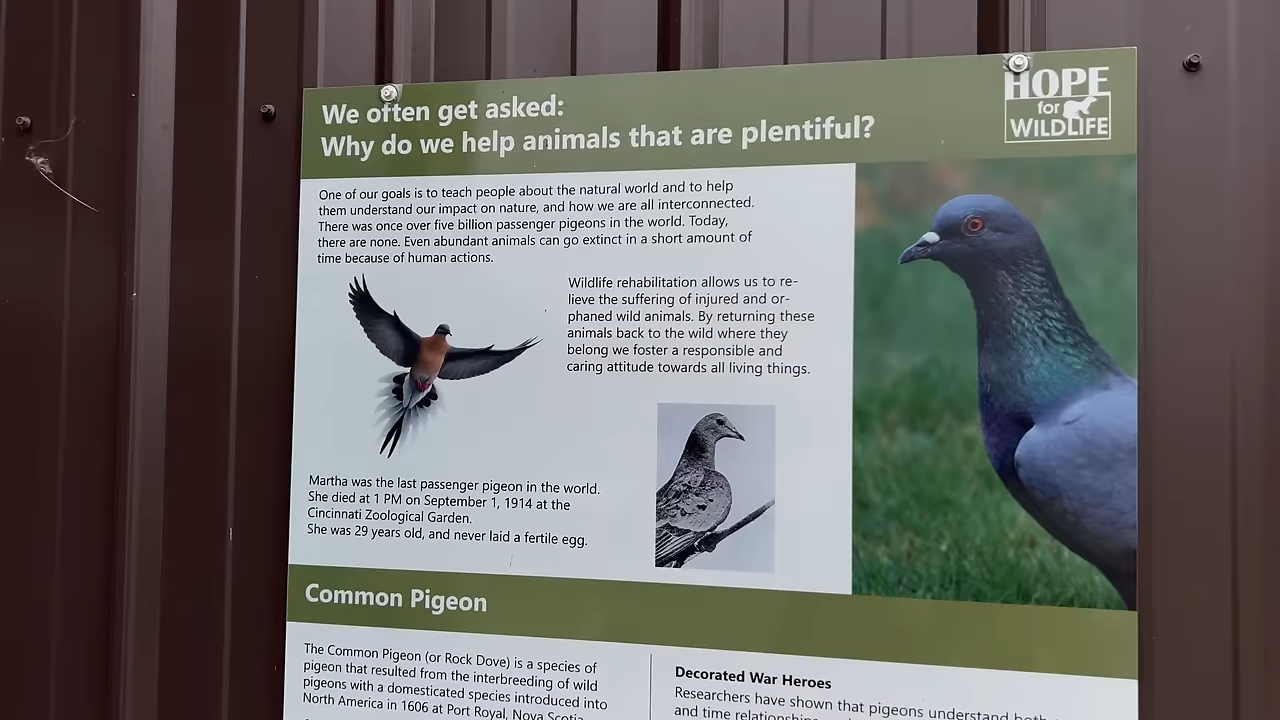 We often get asked:
Why do we help animals that are plentiful?
HOPE
for
WILDLIFE
One of our goals is to teach people about the natural world and to help
them understand our impact on nature, and how we are all interconnected.
There was once over five billion passenger pigeons in the world. Today,
there are none. Even abundant animals can go extinct in a short amount of
time because of human actions.
Wildlife rehabilitation allows us to re-
lieve the suffering of injured and or-
phaned wild animals. By returning these
animals back to the wild where they
belong we foster a responsible and
caring attitude towards all living things.
Martha was the last passenger pigeon in the world.
She died at 1 PM on September 1, 1914 at the
Cincinnati Zoological Garden.
She was 29 years old, and never laid a fertile egg.
Common Pigeon
The Common Pigeon (or Rock Dove) is a species of
pigeon that resulted from the interbreeding of wild
pigeons with a domesticated species introduced into
North America in 1606 at Port Royal, Nova Scotia
Decorated War Heroes
Researchers have shown that pigeons understand both
and time